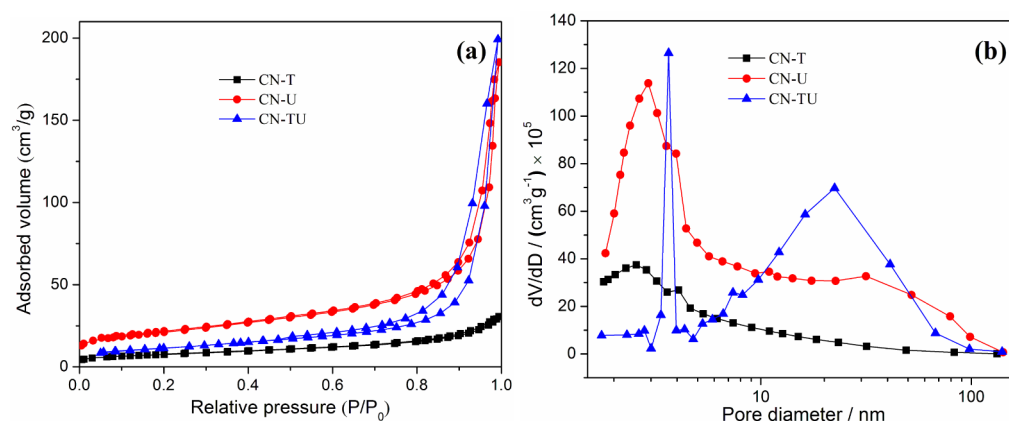 (a)
CN-T
CN-U
CN-TU
200
150
100
50
0
0.0
0.2
0.4
0.6
0.8
1.0
Adsorbed volume (cm³/g)
Relative pressure (P/P₀)
(b)
CN-T
CN-U
CN-TU
140
120
100
80
60
40
20
0
10
100
dV/dD / (cm³g⁻¹) × 10⁵
Pore diameter / nm